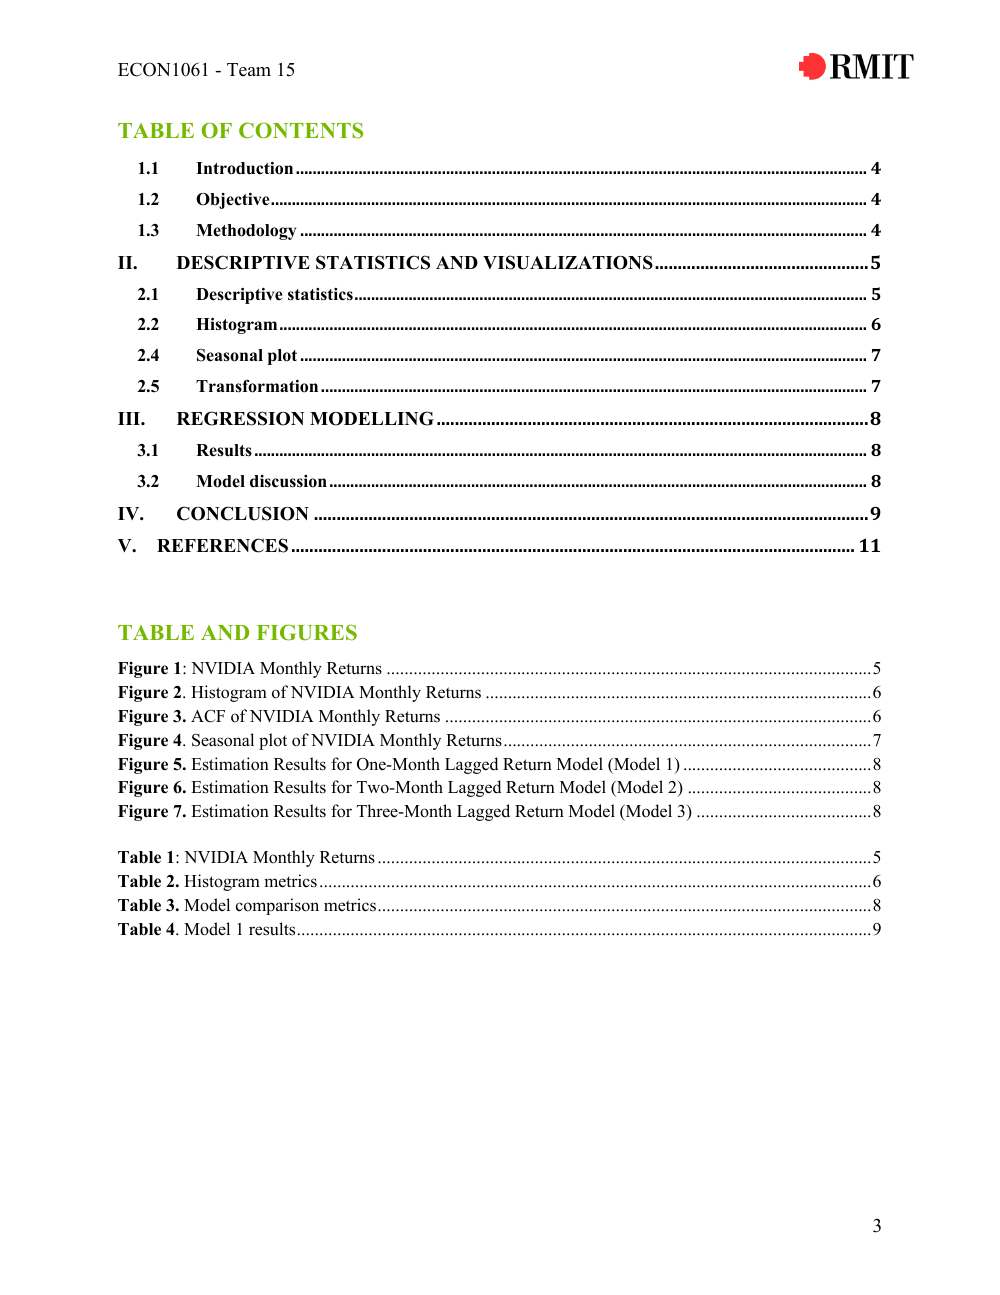 ECON1061 - Team 15
RMIT
TABLE OF CONTENTS
1.1 Introduction ........ 4
1.2 Objective ........ 4
1.3 Methodology ........ 4
II. DESCRIPTIVE STATISTICS AND VISUALIZATIONS ........ 5
2.1 Descriptive statistics ........ 5
2.2 Histogram ........ 6
2.4 Seasonal plot ........ 7
2.5 Transformation ........ 7
III. REGRESSION MODELLING ........ 8
3.1 Results ........ 8
3.2 Model discussion ........ 8
IV. CONCLUSION ........ 9
V. REFERENCES ........ 11
TABLE AND FIGURES
Figure 1: NVIDIA Monthly Returns ........ 5
Figure 2. Histogram of NVIDIA Monthly Returns ........ 6
Figure 3. ACF of NVIDIA Monthly Returns ........ 6
Figure 4. Seasonal plot of NVIDIA Monthly Returns ........ 7
Figure 5. Estimation Results for One-Month Lagged Return Model (Model 1) ........ 8
Figure 6. Estimation Results for Two-Month Lagged Return Model (Model 2) ........ 8
Figure 7. Estimation Results for Three-Month Lagged Return Model (Model 3) ........ 8
Table 1: NVIDIA Monthly Returns ........ 5
Table 2. Histogram metrics ........ 6
Table 3. Model comparison metrics ........ 8
Table 4. Model 1 results ........ 9
3